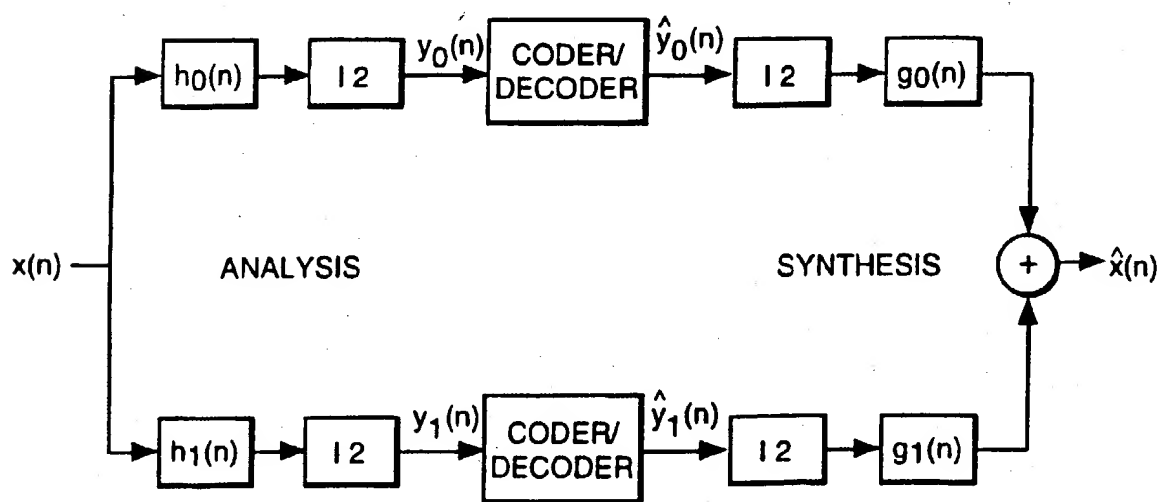 h0(n)
I 2
y0(n)
CODER/
DECODER
ŷ0(n)
I 2
g0(n)
x(n)
ANALYSIS
SYNTHESIS
+
x̂(n)
h1(n)
I 2
y1(n)
CODER/
DECODER
ŷ1(n)
I 2
g1(n)